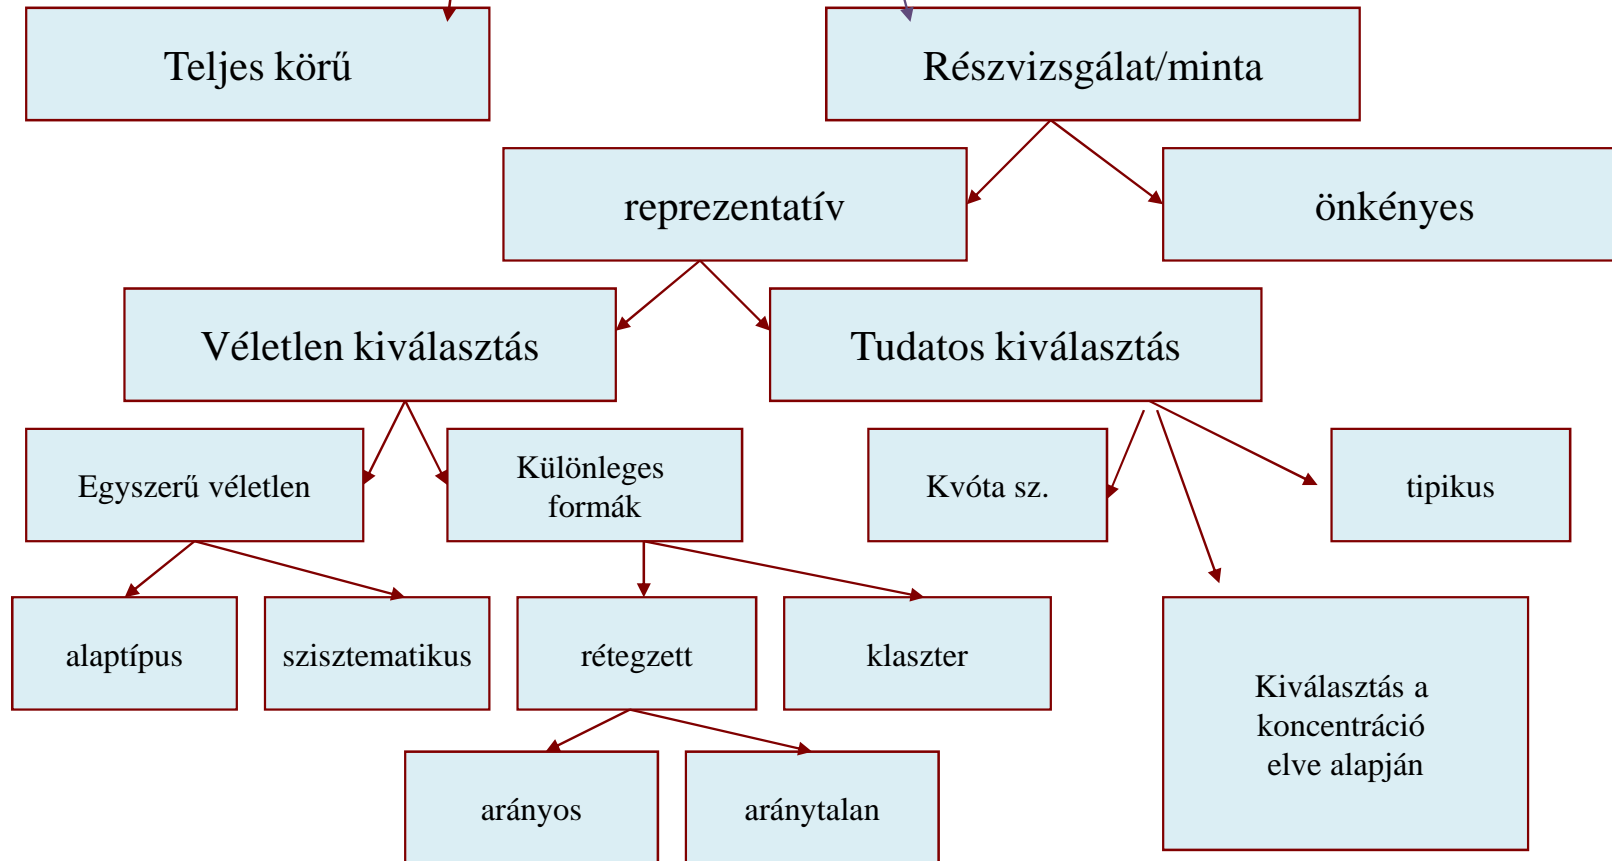 Teljes körű
Részvizsgálat/minta
reprezentatív
önkényes
Véletlen kiválasztás
Tudatos kiválasztás
Egyszerű véletlen
Különleges
formák
Kvóta sz.
tipikus
alaptípus
szisztematikus
rétegzett
klaszter
Kiválasztás a
koncentráció
elve alapján
arányos
aránytalan